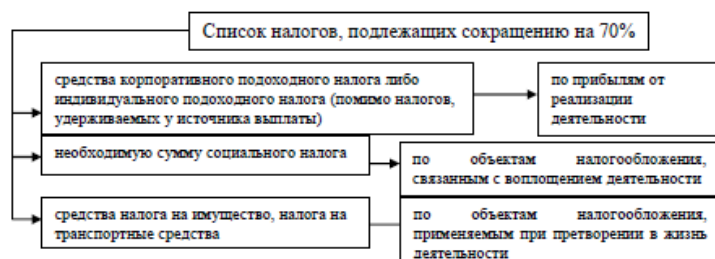 Список налогов, подлежащих сокращению на 70%
средства корпоративного подоходного налога либо
индивидуального подоходного налога (помимо налогов,
удерживаемых у источника выплаты)
по прибылям от
реализации
деятельности
необходимую сумму социального налога
по объектам налогообложения,
связанным с воплощением деятельности
средства налога на имущество, налога на
транспортные средства
по объектам налогообложения,
применяемым при претворении в жизнь
деятельности